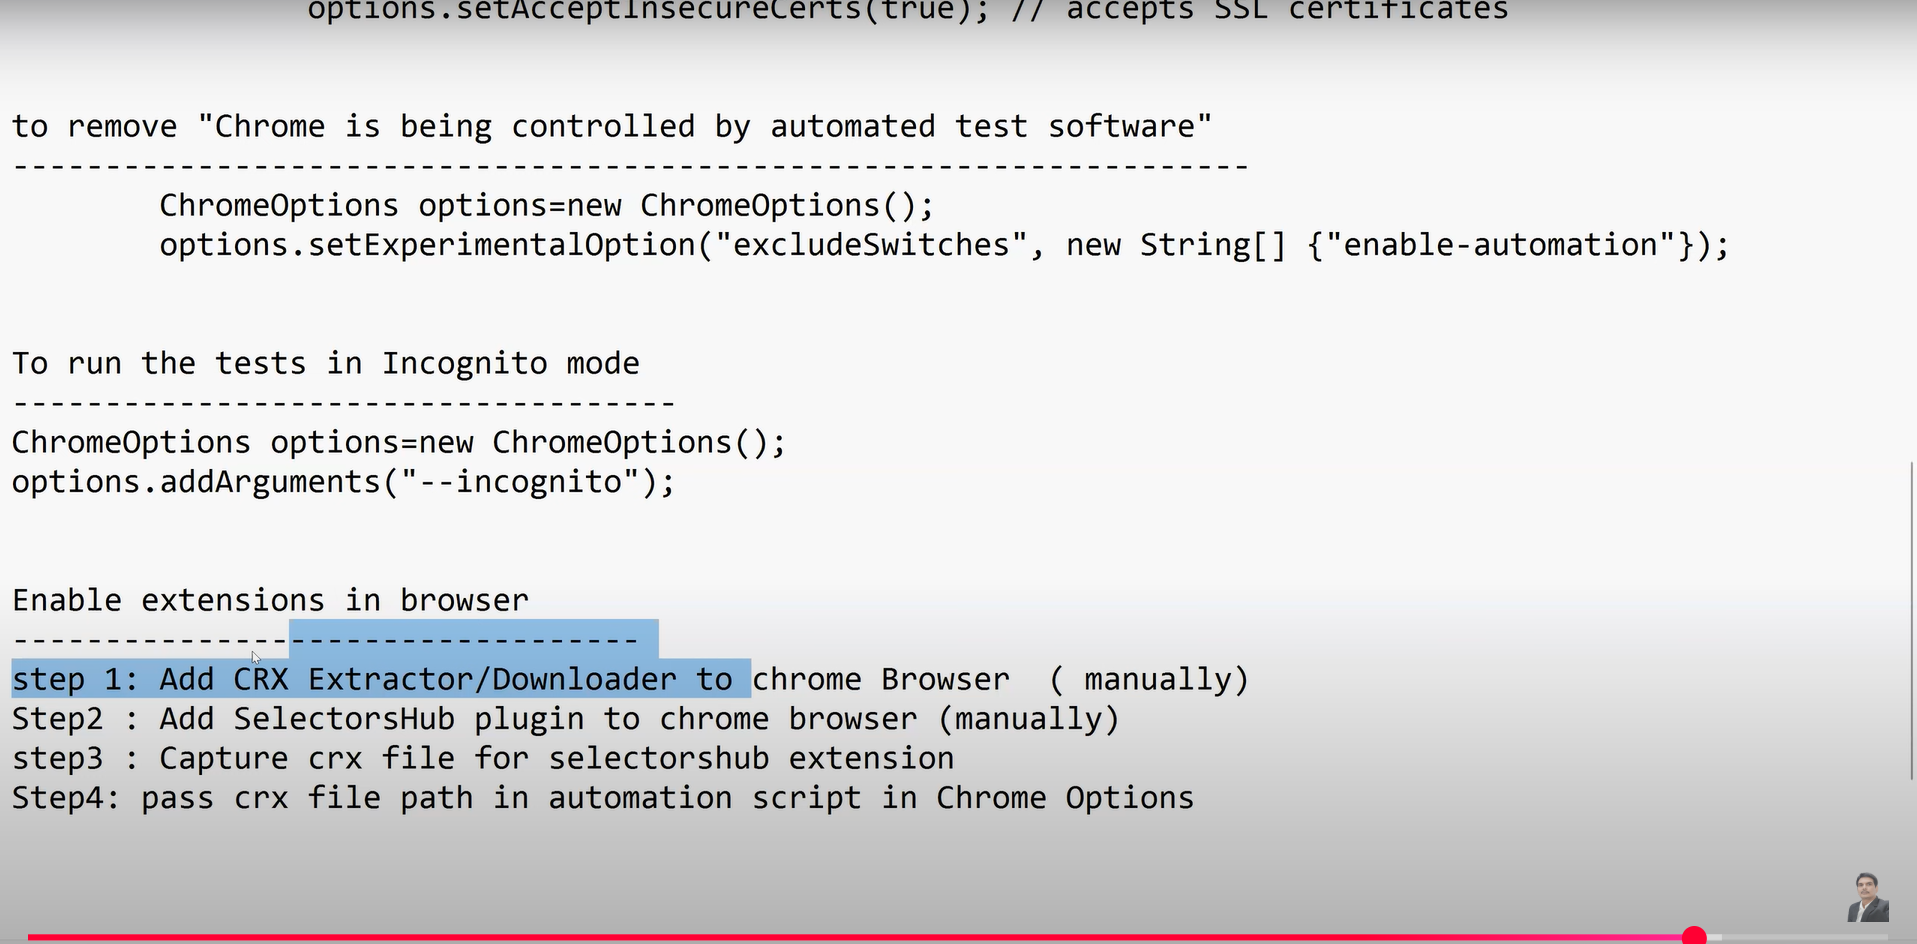 options.setAcceptInsecureCerts(true); // accepts SSL certificates
to remove "Chrome is being controlled by automated test software"
-------------------------------------------------------------------
ChromeOptions options=new ChromeOptions();
options.setExperimentalOption("excludeSwitches", new String[] {"enable-automation"});
To run the tests in Incognito mode
------------------------------------
ChromeOptions options=new ChromeOptions();
options.addArguments("--incognito");
Enable extensions in browser
----------------------------------
step 1: Add CRX Extractor/Downloader to chrome Browser  ( manually)
Step2 : Add SelectorsHub plugin to chrome browser (manually)
step3 : Capture crx file for selectorshub extension
Step4: pass crx file path in automation script in Chrome Options